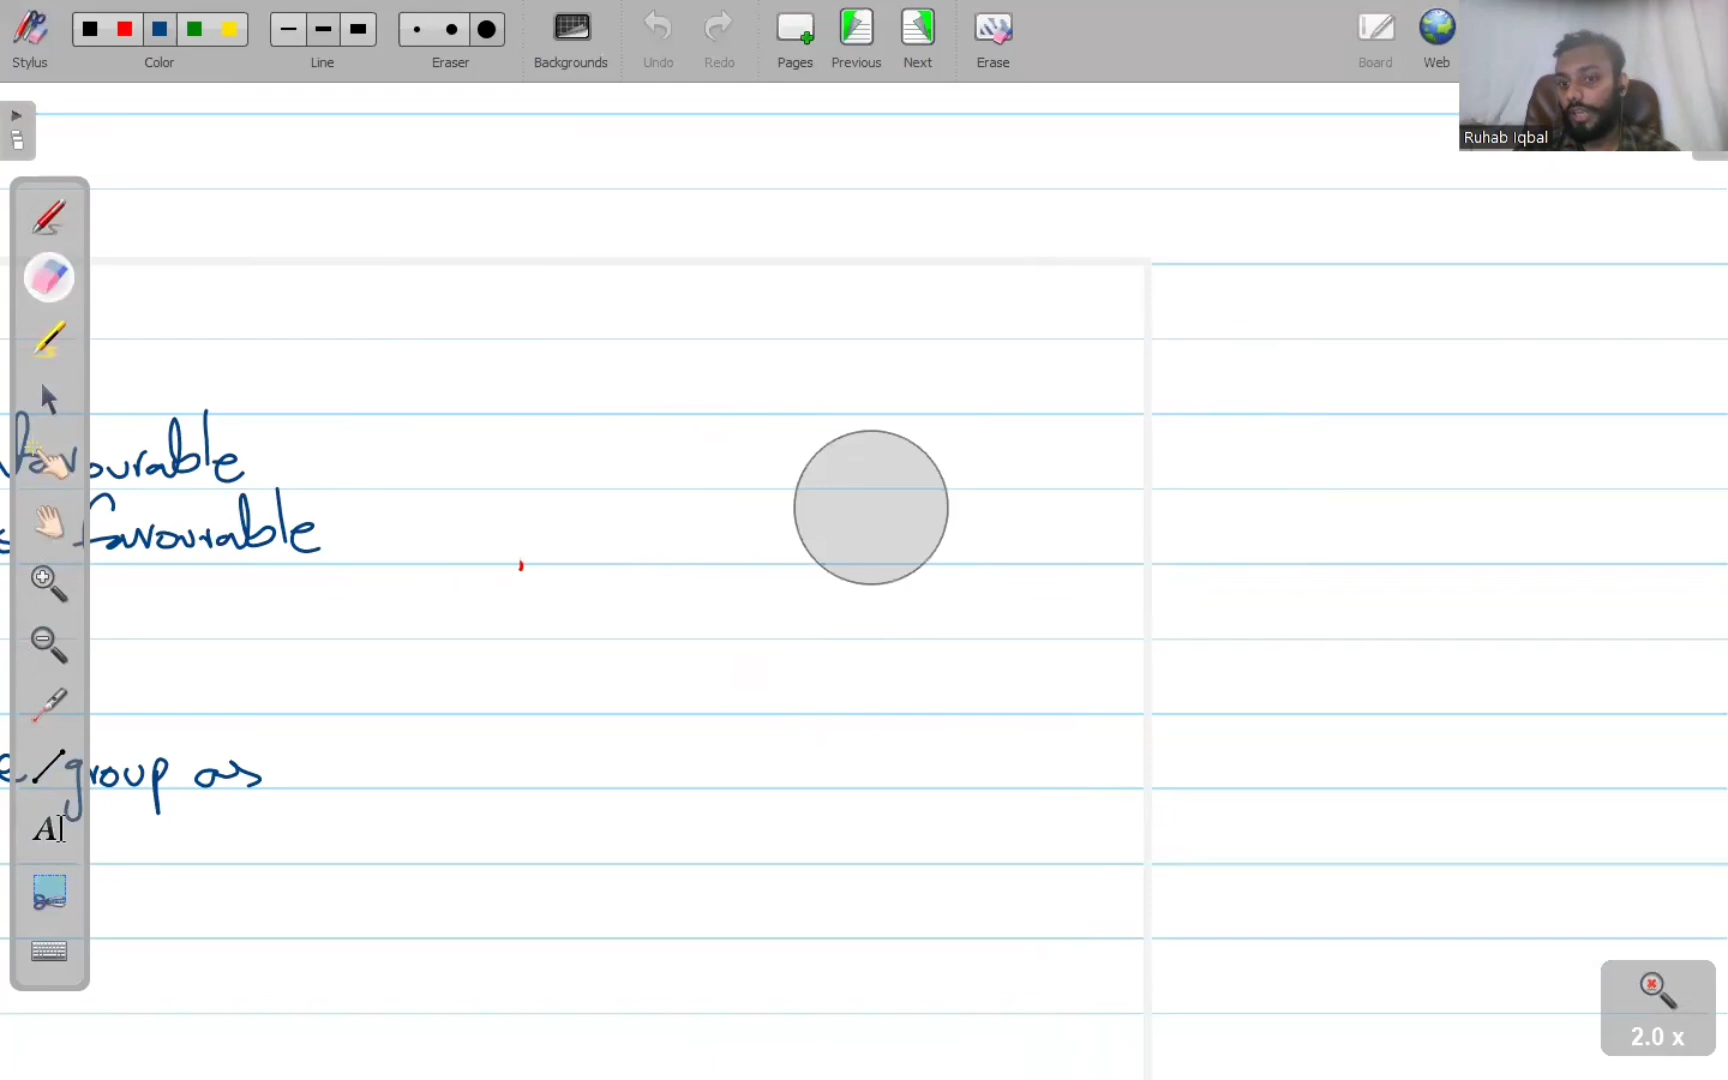 Stylus
Color
Line
Eraser
Backgrounds
Undo
Redo
Pages
Previous
Next
Erase
Board
Web
Ruhab Iqbal
favourable
favourable
group as
A
2.0 x